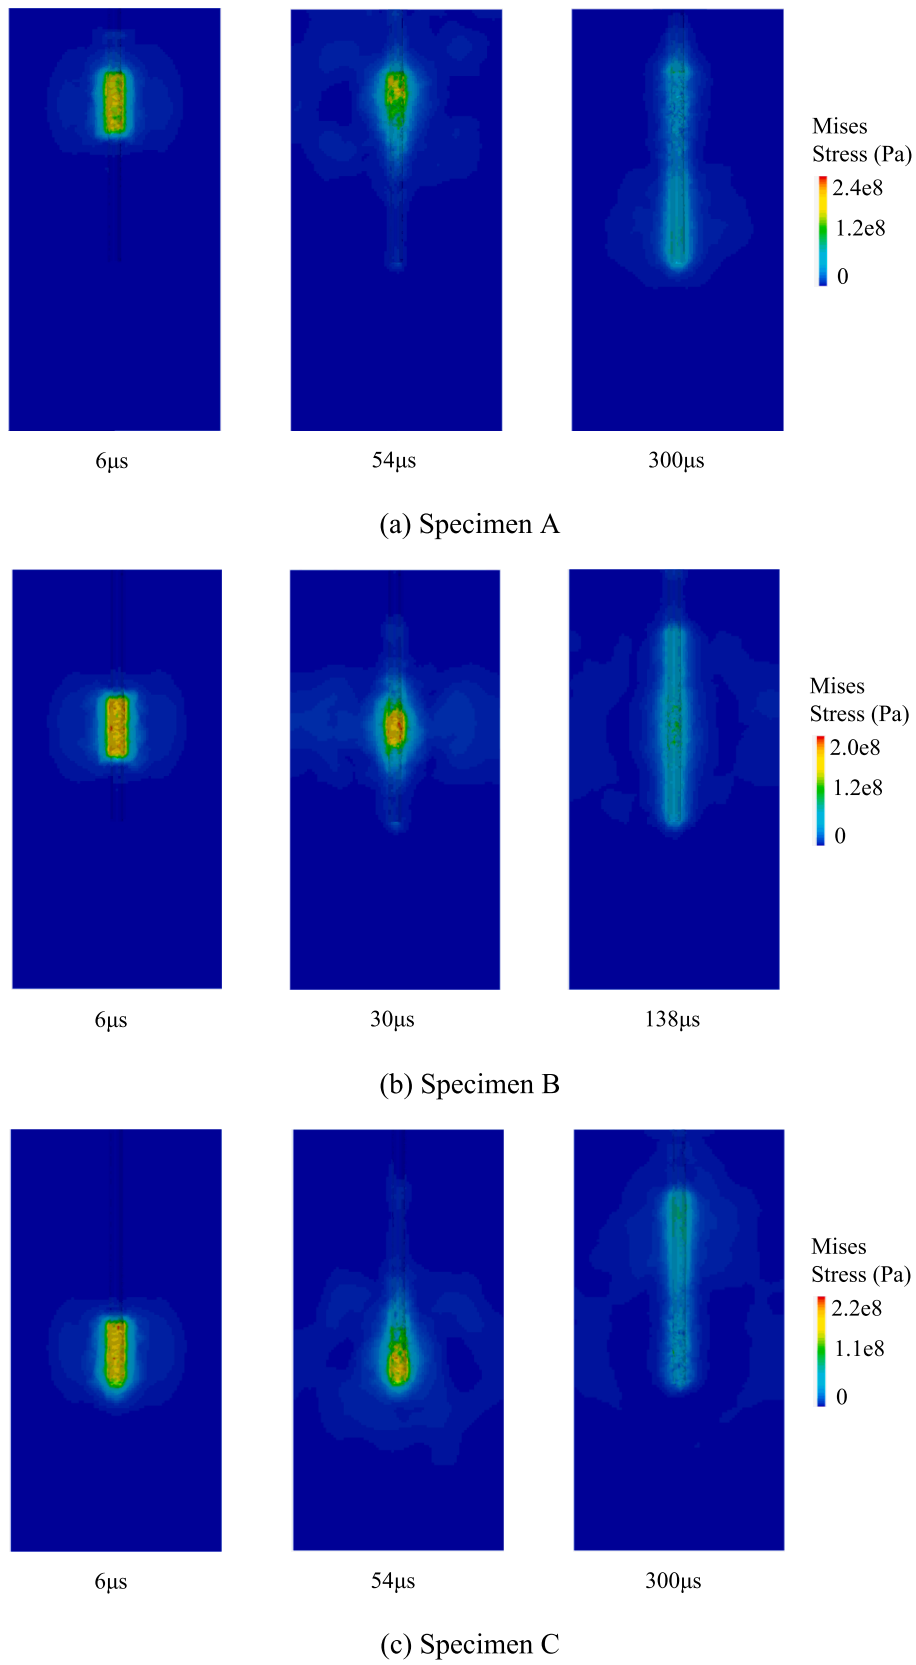 Mises
Stress (Pa)
2.4e8
1.2e8
0
6μs
54μs
300μs
(a) Specimen A
Mises
Stress (Pa)
2.0e8
1.2e8
0
6μs
30μs
138μs
(b) Specimen B
Mises
Stress (Pa)
2.2e8
1.1e8
0
6μs
54μs
300μs
(c) Specimen C